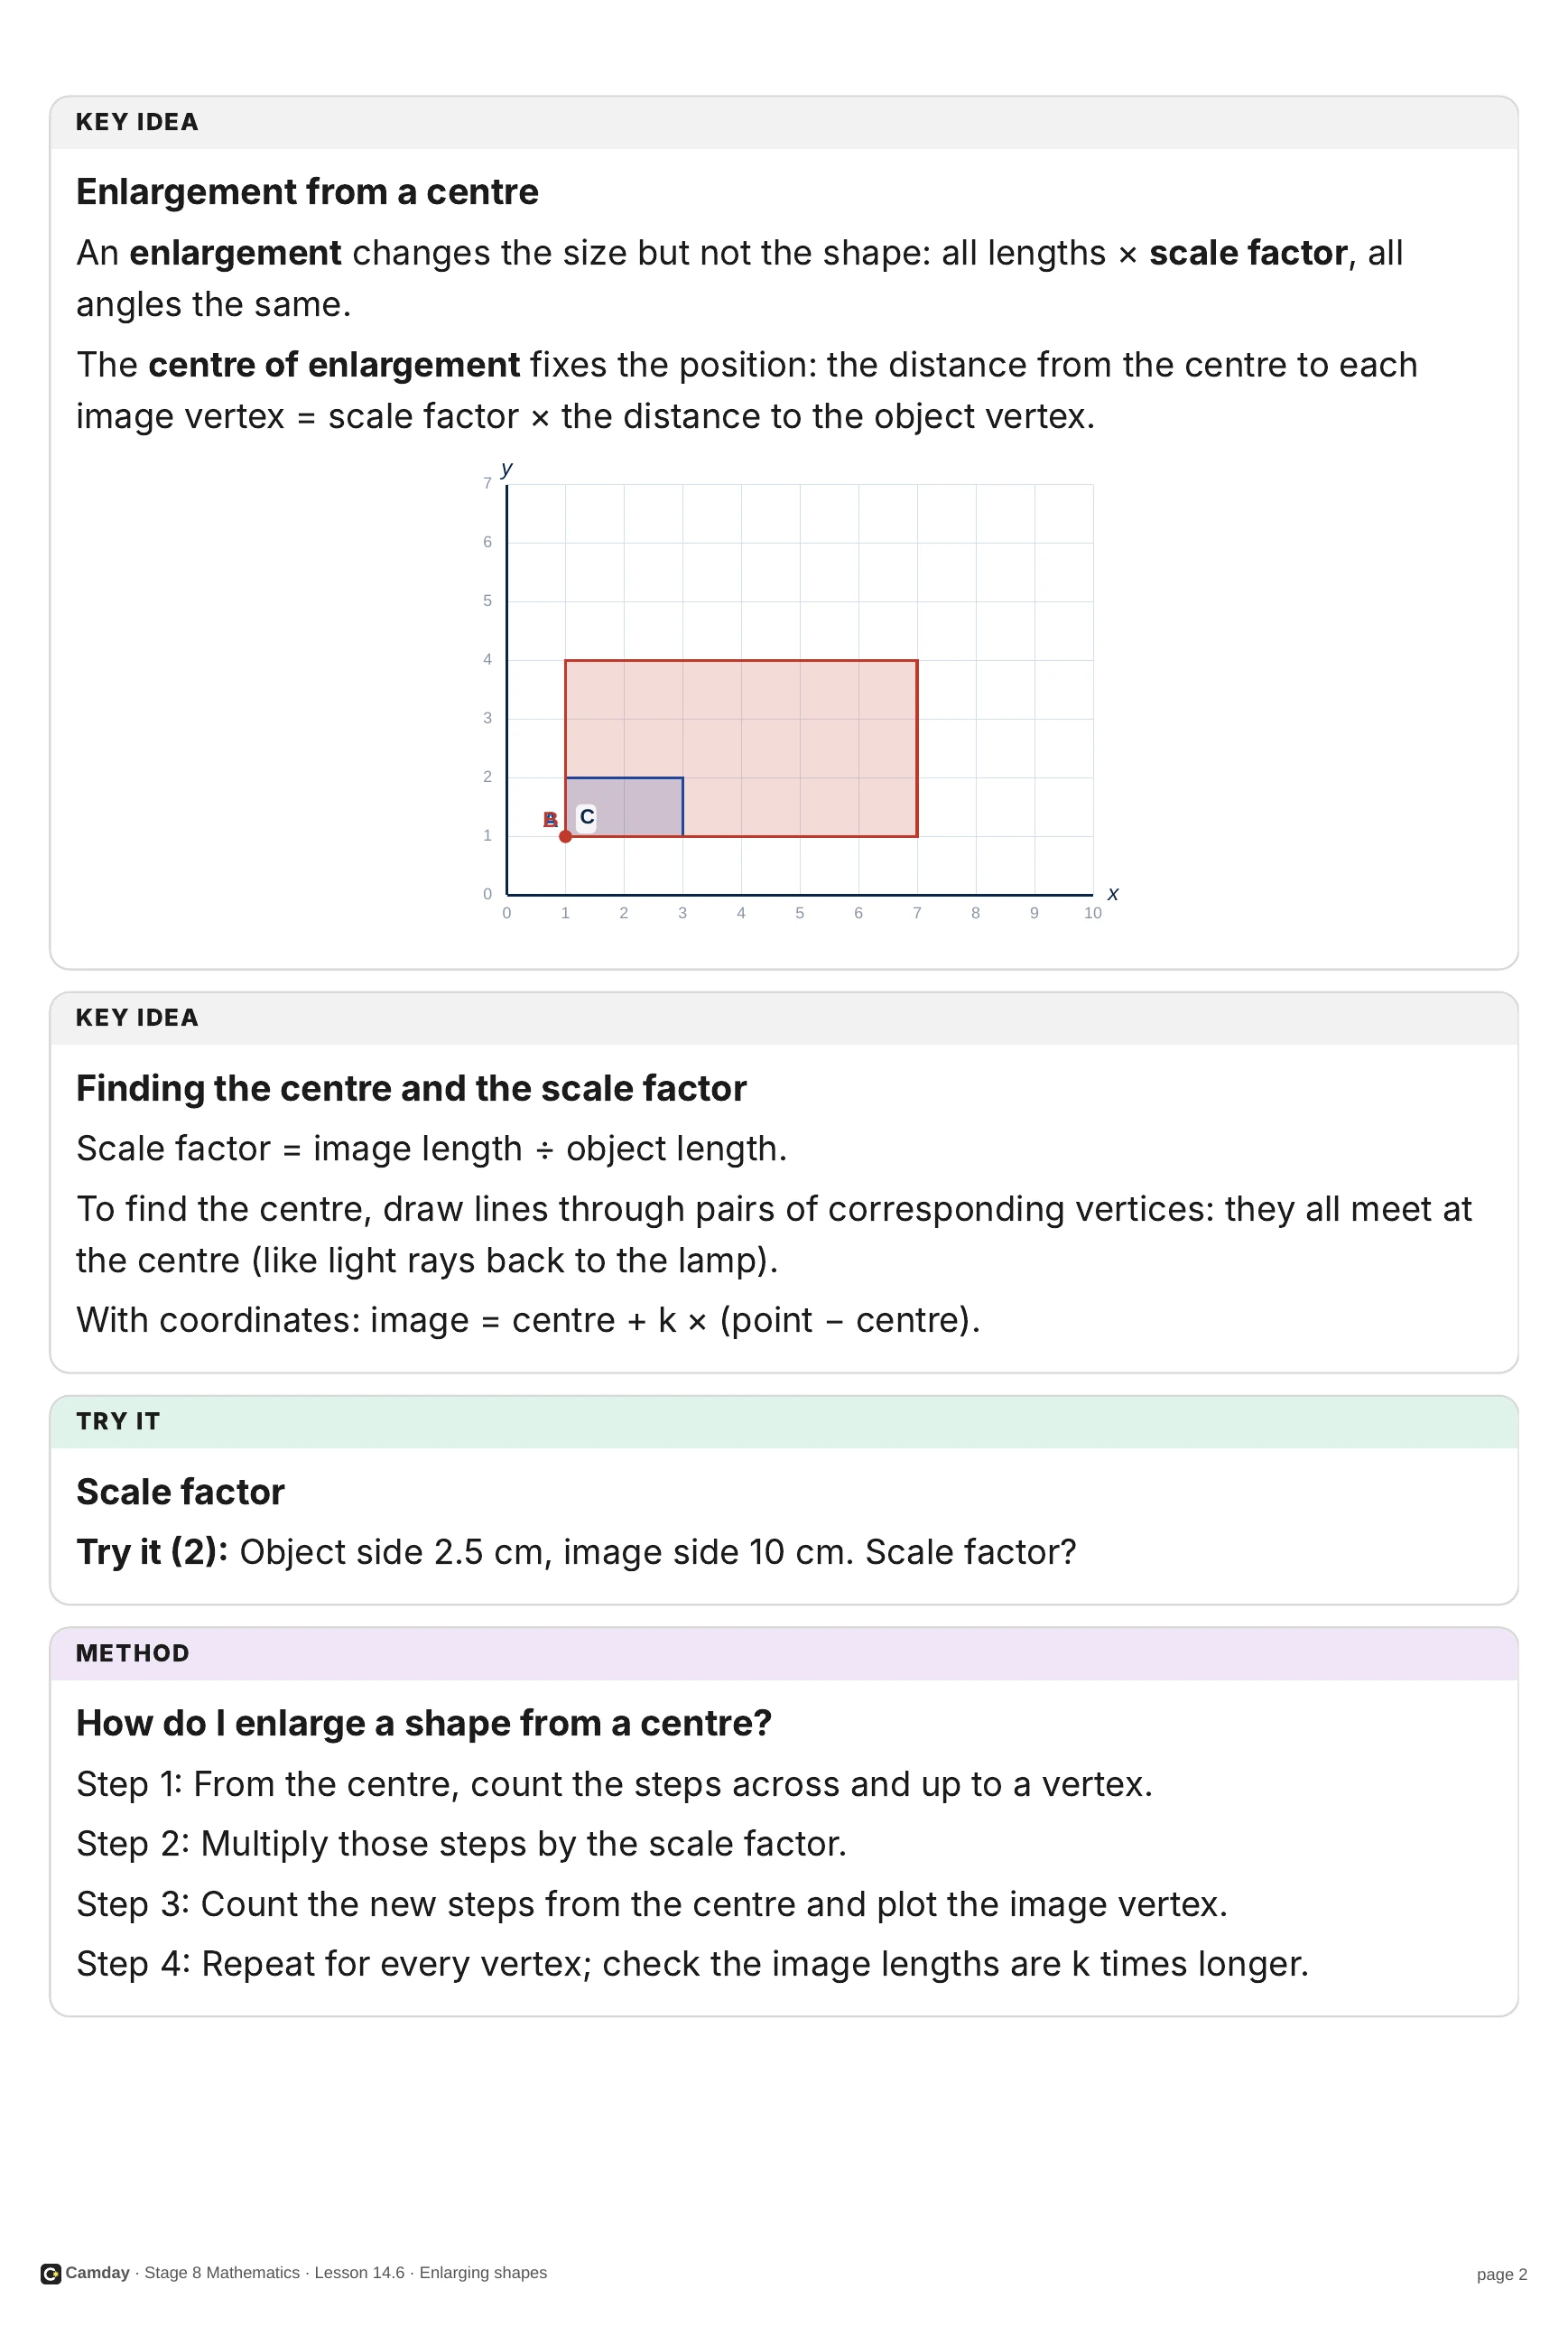 KEY IDEA
Enlargement from a centre
An enlargement changes the size but not the shape: all lengths × scale factor, all
angles the same.
The centre of enlargement fixes the position: the distance from the centre to each
image vertex = scale factor × the distance to the object vertex.
y
7
6
5
4
3
2
B C
1
0
x
0 1 2 3 4 5 6 7 8 9 10
KEY IDEA
Finding the centre and the scale factor
Scale factor = image length ÷ object length.
To find the centre, draw lines through pairs of corresponding vertices: they all meet at
the centre (like light rays back to the lamp).
With coordinates: image = centre + k × (point − centre).
TRY IT
Scale factor
Try it (2): Object side 2.5 cm, image side 10 cm. Scale factor?
METHOD
How do I enlarge a shape from a centre?
Step 1: From the centre, count the steps across and up to a vertex.
Step 2: Multiply those steps by the scale factor.
Step 3: Count the new steps from the centre and plot the image vertex.
Step 4: Repeat for every vertex; check the image lengths are k times longer.
Camday · Stage 8 Mathematics · Lesson 14.6 · Enlarging shapes
page 2